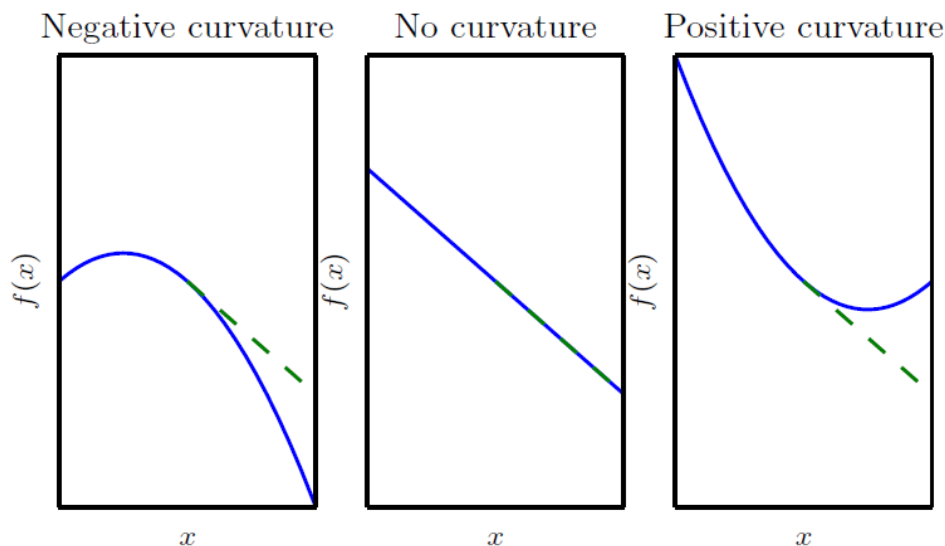 Negative curvature
No curvature
Positive curvature
f(x)
f(x)
f(x)
x
x
x